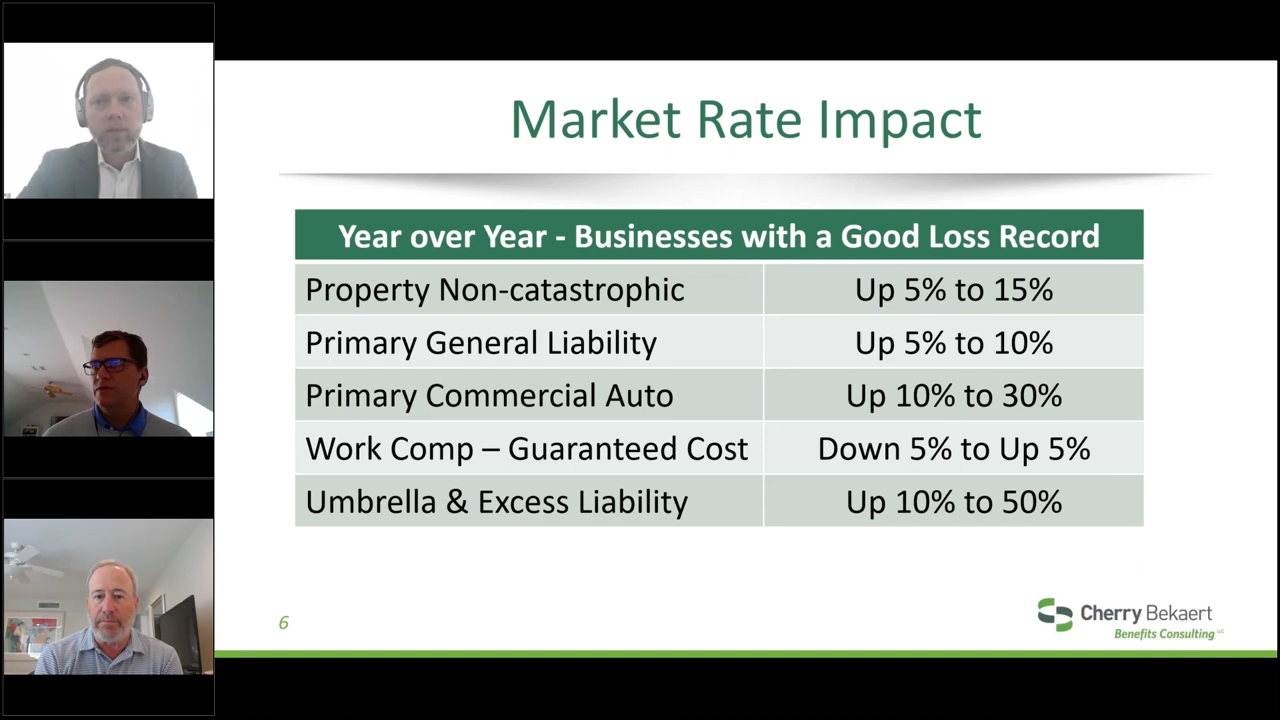 Market Rate Impact
Year over Year - Businesses with a Good Loss Record
Property Non-catastrophic Up 5% to 15%
Primary General Liability Up 5% to 10%
Primary Commercial Auto Up 10% to 30%
Work Comp – Guaranteed Cost Down 5% to Up 5%
Umbrella & Excess Liability Up 10% to 50%
6
Cherry Bekaert
Benefits Consulting LLC